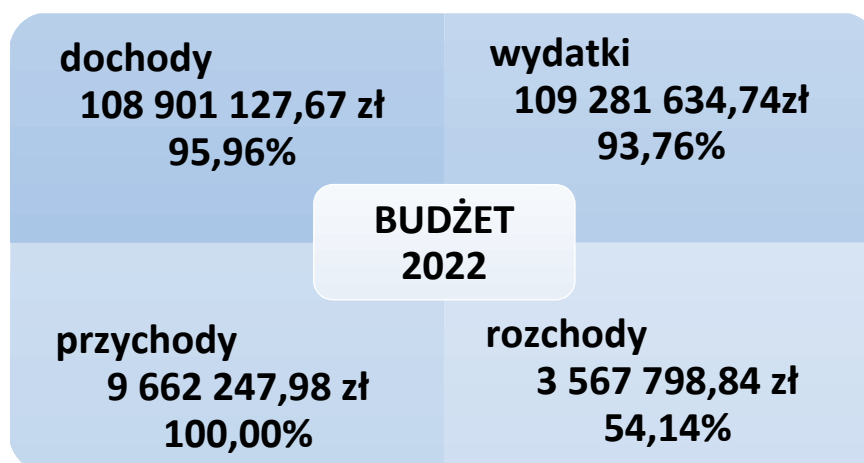 dochody
108 901 127,67 zł
95,96%
wydatki
109 281 634,74zł
93,76%
BUDŻET
2022
przychody
9 662 247,98 zł
100,00%
rozchody
3 567 798,84 zł
54,14%